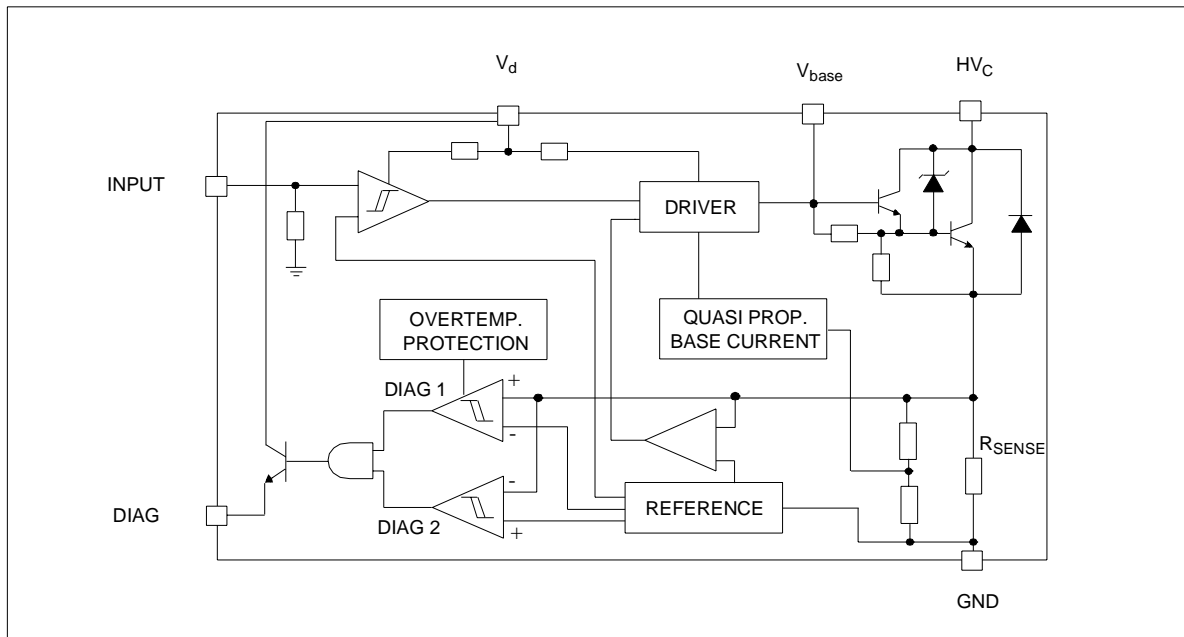 V_d
V_base
HV_C
INPUT
DRIVER
OVERTEMP.
PROTECTION
QUASI PROP.
BASE CURRENT
DIAG 1
+
-
R_SENSE
-
+
REFERENCE
DIAG
DIAG 2
GND